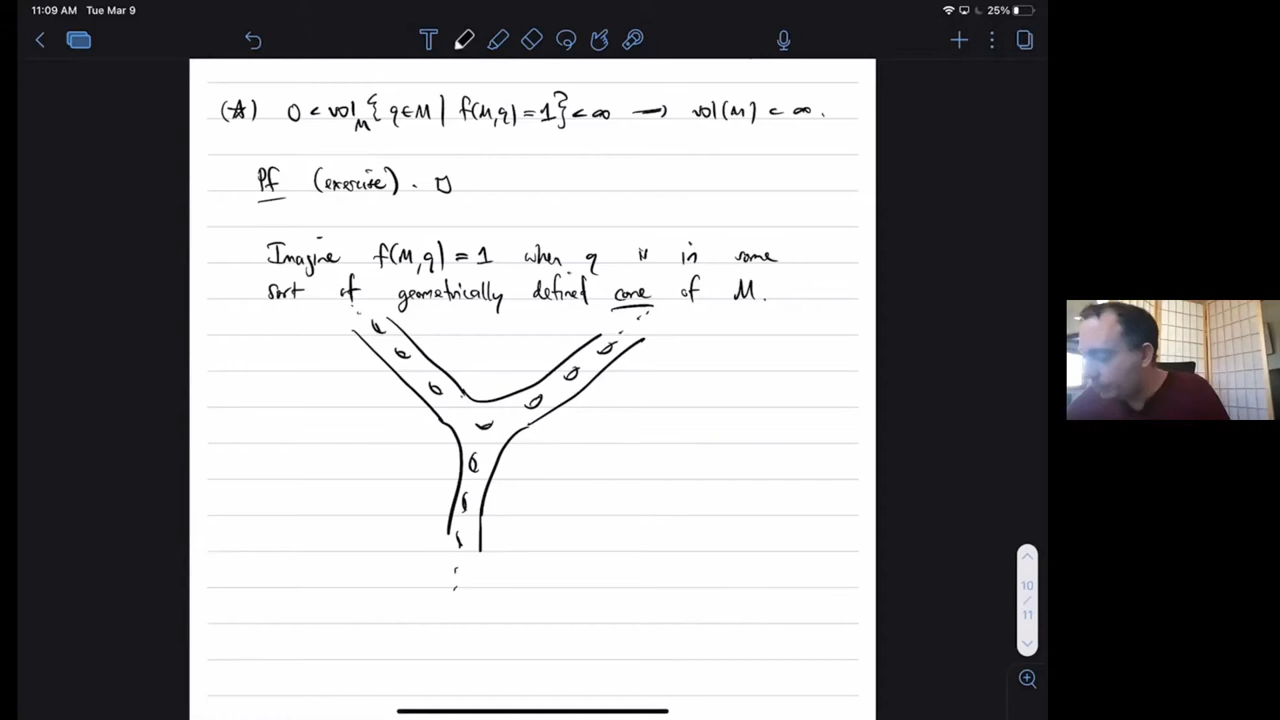 11:09 AM Tue Mar 9
25%
(☆) 0 < vol_M { q ∈ M | f(M,q) = 1 } < ∞ → vol(M) < ∞.
Pf (exercise). □
Imagine f(M,q) = 1 when q is in some
sort of geometrically defined core of M.
10
/
11